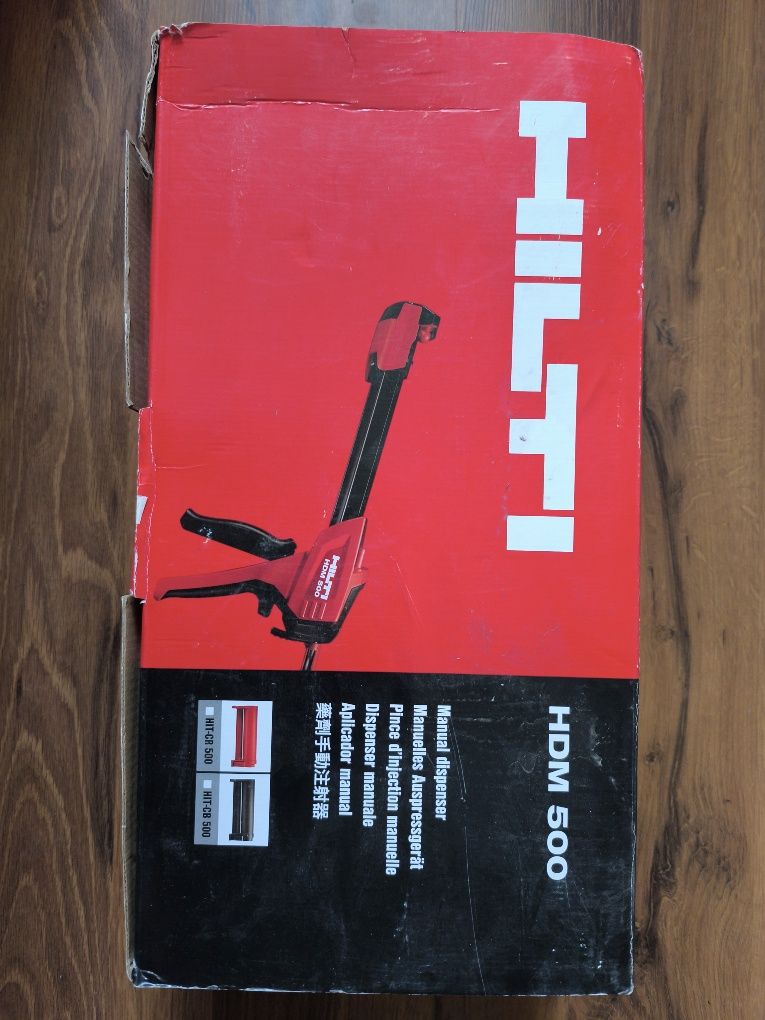 HILTI
HILTI
HDM 500
HDM 500
Manual dispenser
Manuelles Auspressgerät
Pince d'injection manuelle
Dispenser manuale
Aplicador manual
藥劑手動注射器
HIT-CR 500
HIT-CB 500